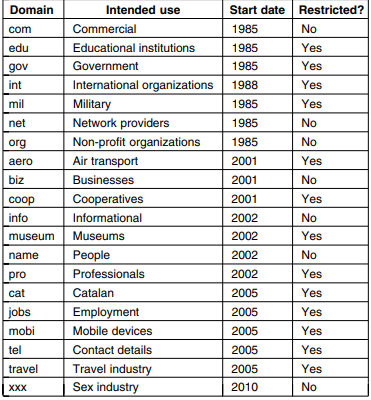 Domain Intended use Start date Restricted?
com Commercial 1985 No
edu Educational institutions 1985 Yes
gov Government 1985 Yes
int International organizations 1988 Yes
mil Military 1985 Yes
net Network providers 1985 No
org Non-profit organizations 1985 No
aero Air transport 2001 Yes
biz Businesses 2001 No
coop Cooperatives 2001 Yes
info Informational 2002 No
museum Museums 2002 Yes
name People 2002 No
pro Professionals 2002 Yes
cat Catalan 2005 Yes
jobs Employment 2005 Yes
mobi Mobile devices 2005 Yes
tel Contact details 2005 Yes
travel Travel industry 2005 Yes
xxx Sex industry 2010 No